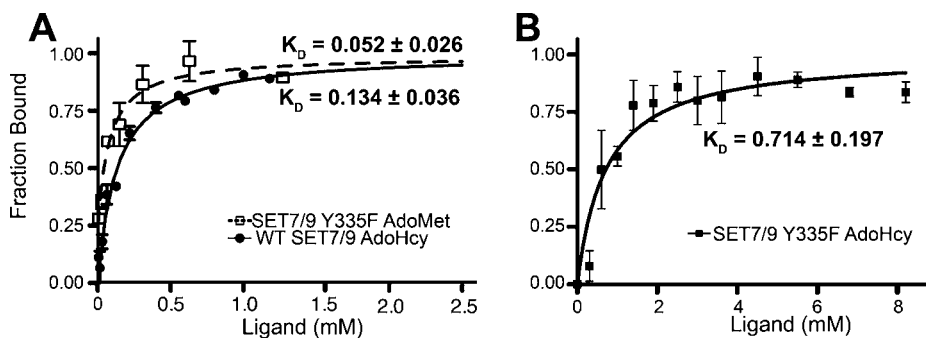 A
Fraction Bound
1.00
0.75
0.50
0.25
0.00
K_D = 0.052 ± 0.026
K_D = 0.134 ± 0.036
SET7/9 Y335F AdoMet
WT SET7/9 AdoHcy
0 0.5 1.0 1.5 2.0 2.5
Ligand (mM)
B
1.00
0.75
0.50
0.25
0.00
K_D = 0.714 ± 0.197
SET7/9 Y335F AdoHcy
0 2 4 6 8
Ligand (mM)